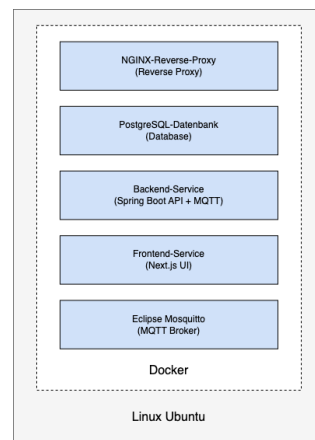 NGINX-Reverse-Proxy
(Reverse Proxy)
PostgreSQL-Datenbank
(Database)
Backend-Service
(Spring Boot API + MQTT)
Frontend-Service
(Next.js UI)
Eclipse Mosquitto
(MQTT Broker)
Docker
Linux Ubuntu